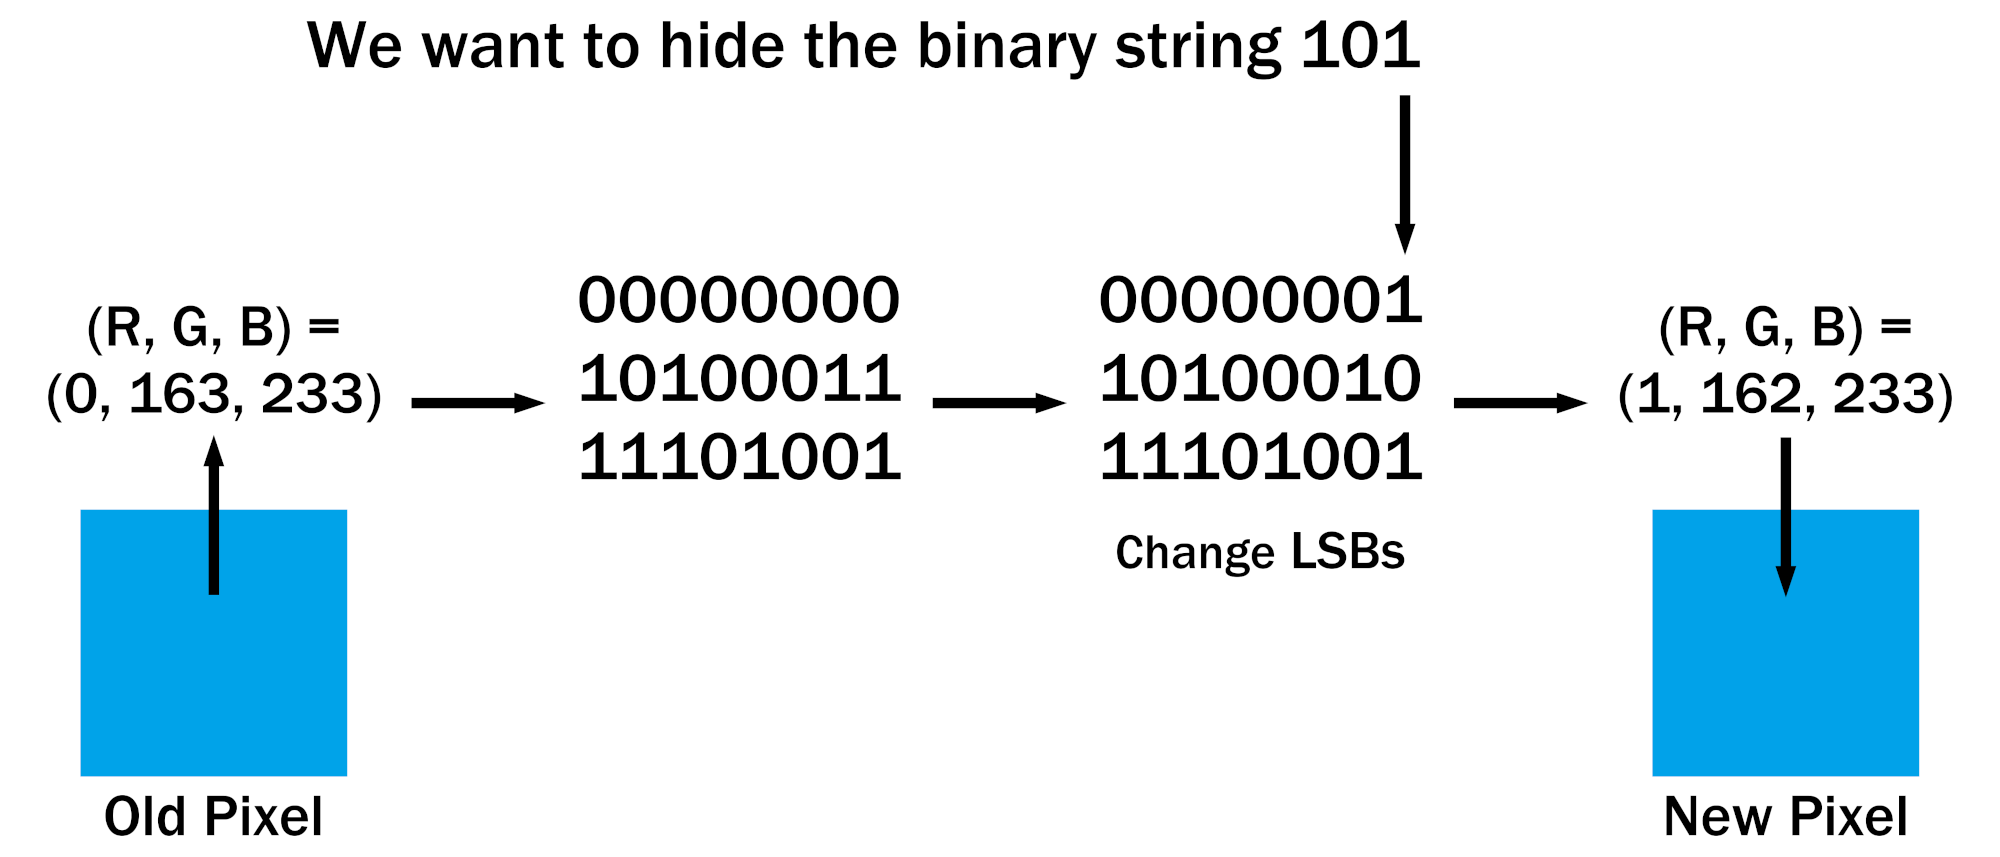 We want to hide the binary string 101
(R, G, B) =
(0, 163, 233)
00000000
10100011
11101001
00000001
10100010
11101001
Change LSBs
(R, G, B) =
(1, 162, 233)
Old Pixel
New Pixel